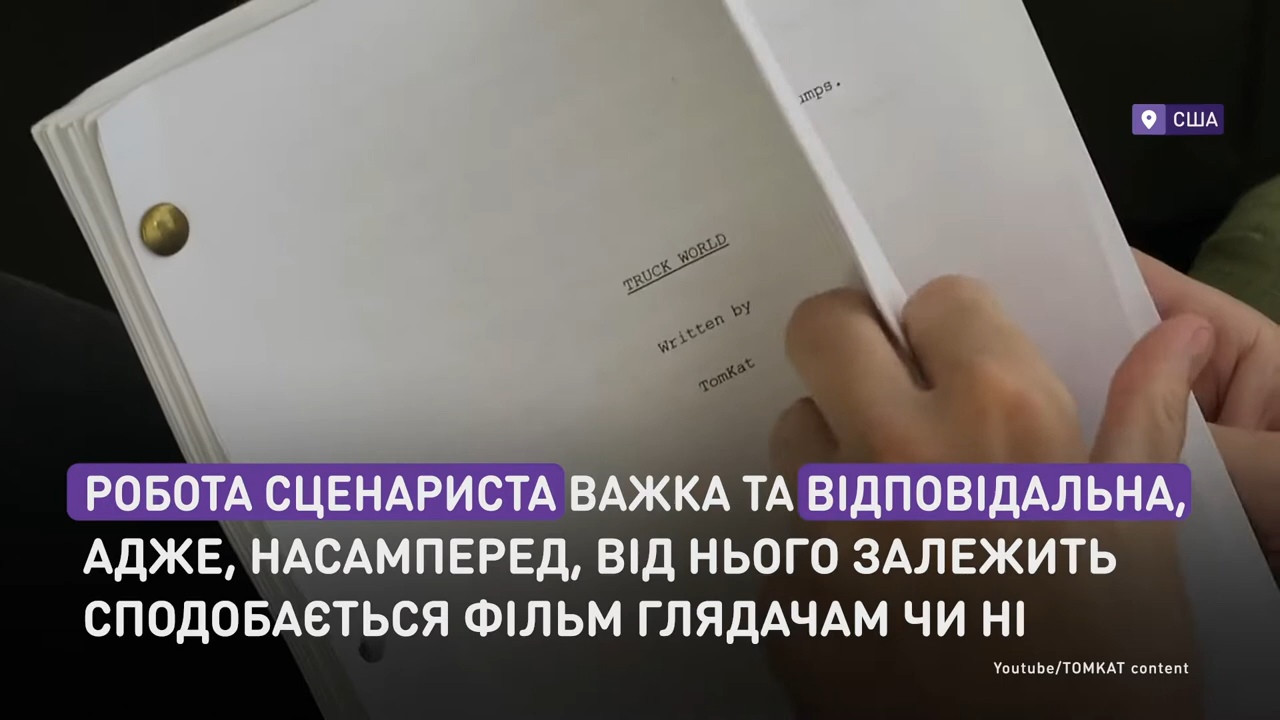 США
TRUCK WORLD
Written by
TomKat
РОБОТА СЦЕНАРИСТА ВАЖКА ТА ВІДПОВІДАЛЬНА,
АДЖЕ, НАСАМПЕРЕД, ВІД НЬОГО ЗАЛЕЖИТЬ
СПОДОБАЄТЬСЯ ФІЛЬМ ГЛЯДАЧАМ ЧИ НІ
Youtube/TOMKAT content